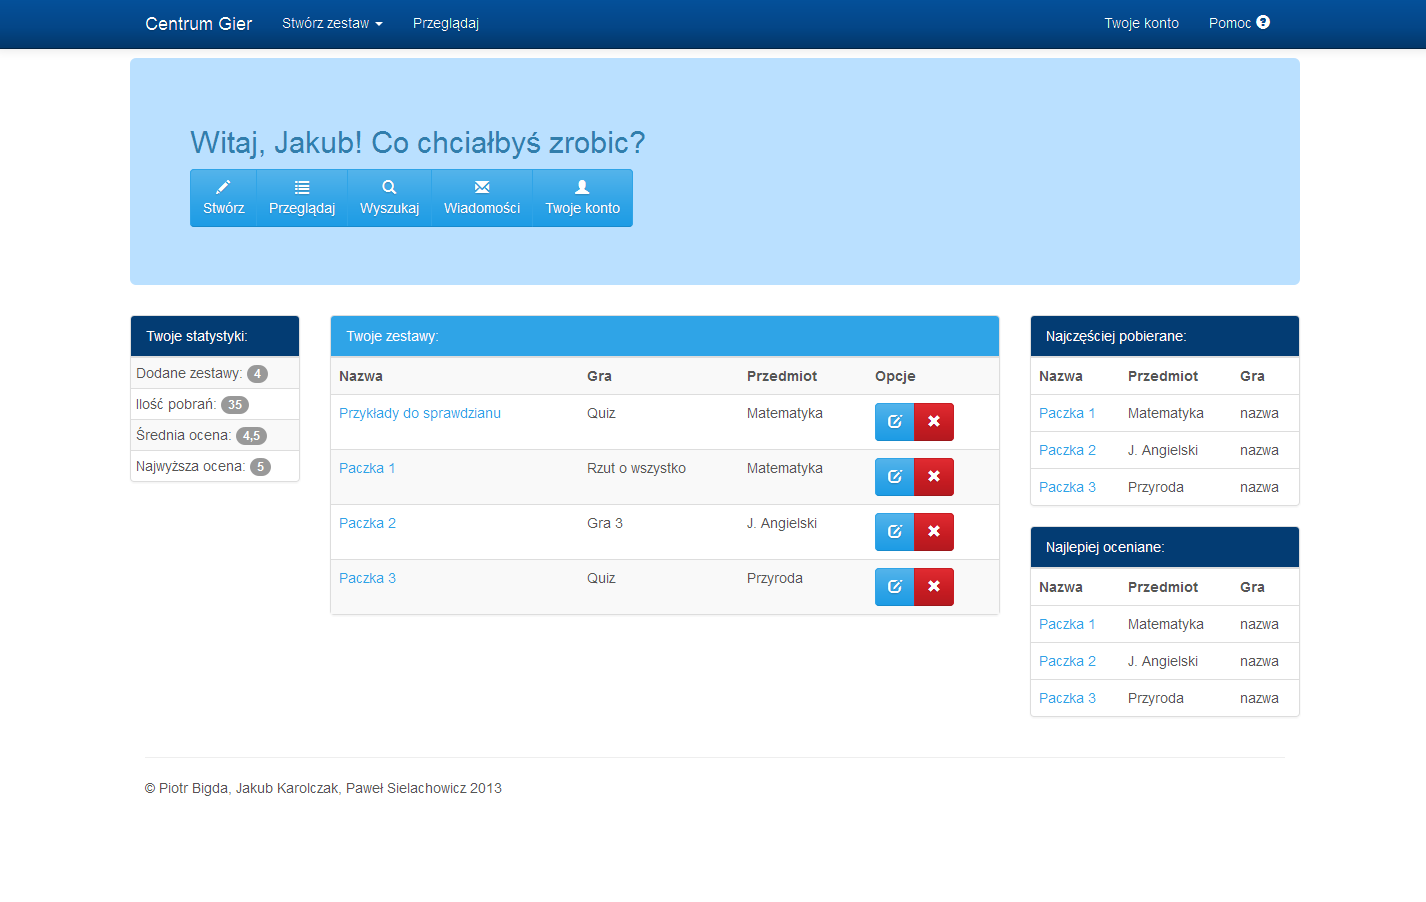 Centrum Gier Stwórz zestaw Przeglądaj Twoje konto Pomoc
Witaj, Jakub! Co chciałbyś zrobic?
Stwórz Przeglądaj Wyszukaj Wiadomości Twoje konto
Twoje statystyki:
Dodane zestawy: 4
Ilość pobrań: 35
Średnia ocena: 4,5
Najwyższa ocena: 5
Twoje zestawy:
Nazwa Gra Przedmiot Opcje
Przykłady do sprawdzianu Quiz Matematyka
Paczka 1 Rzut o wszystko Matematyka
Paczka 2 Gra 3 J. Angielski
Paczka 3 Quiz Przyroda
Najczęściej pobierane:
Nazwa Przedmiot Gra
Paczka 1 Matematyka nazwa
Paczka 2 J. Angielski nazwa
Paczka 3 Przyroda nazwa
Najlepiej oceniane:
Nazwa Przedmiot Gra
Paczka 1 Matematyka nazwa
Paczka 2 J. Angielski nazwa
Paczka 3 Przyroda nazwa
© Piotr Bigda, Jakub Karolczak, Paweł Sielachowicz 2013